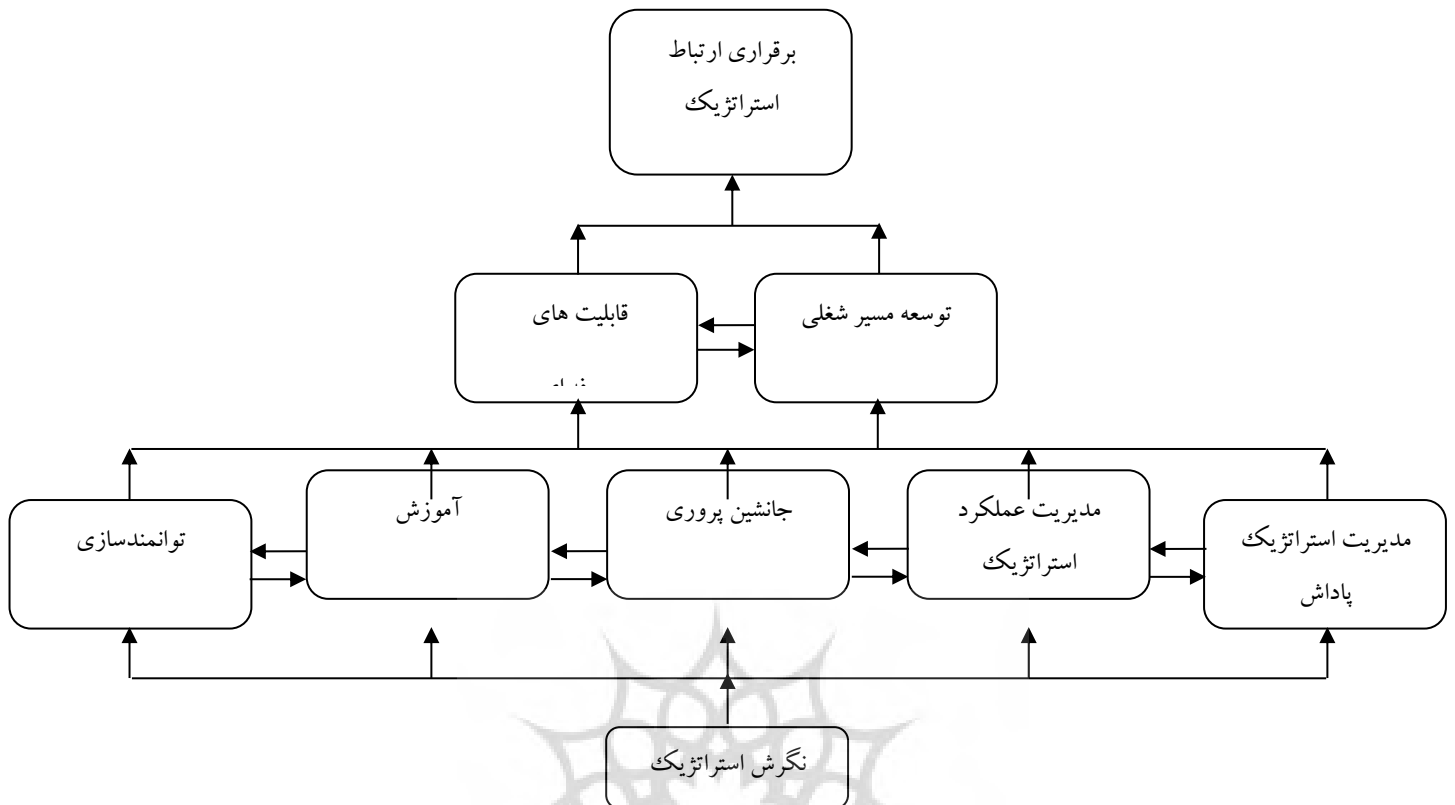 برقراری ارتباط
استراتژیک
قابلیت های
توسعه مسیر شغلی
توانمندسازی
آموزش
جانشین پروری
مدیریت عملکرد
استراتژیک
مدیریت استراتژیک
پاداش
نگرش استراتژیک